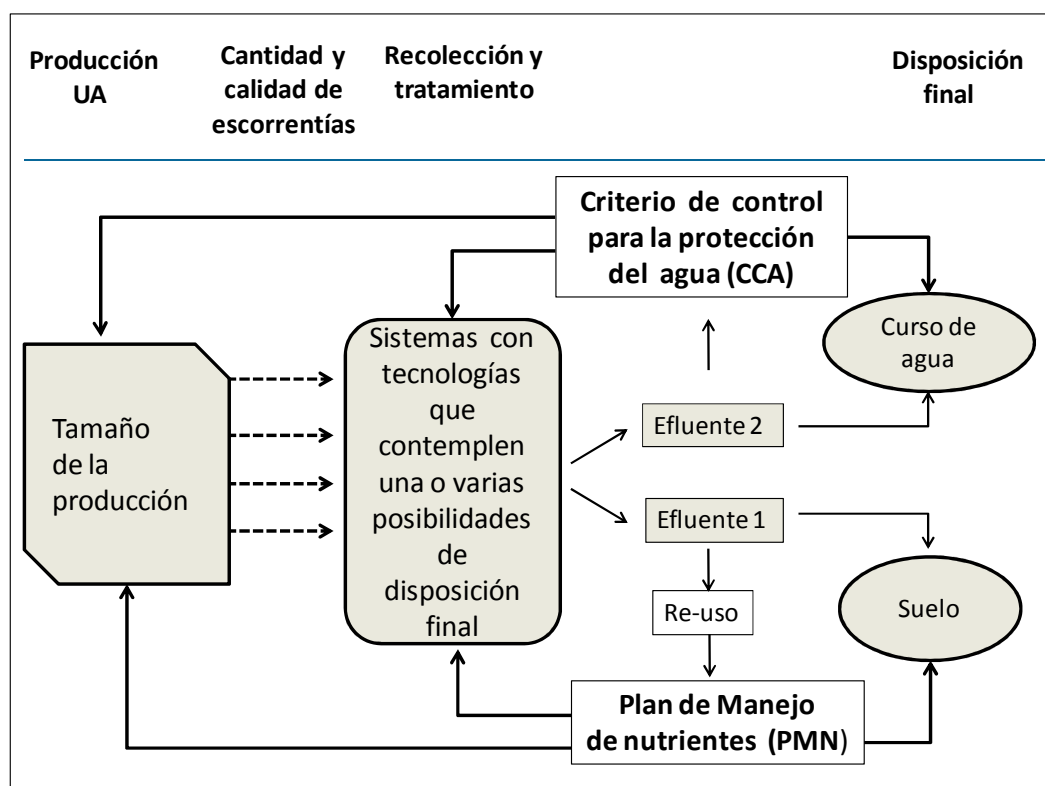 Producción
UA
Cantidad y
calidad de
escorrentías
Recolección y
tratamiento
Disposición
final
Criterio de control
para la protección
del agua (CCA)
Curso de
agua
Tamaño
de la
producción
Sistemas con
tecnologías
que
contemplen
una o varias
posibilidades
de
disposición
final
Efluente 2
Efluente 1
Re-uso
Suelo
Plan de Manejo
de nutrientes (PMN)